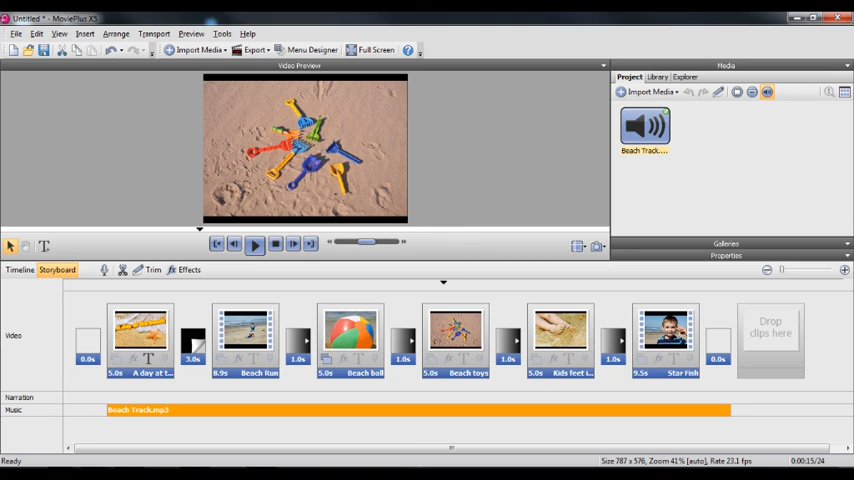 Untitled * - MoviePlus X5
File Edit View Insert Arrange Transport Preview Tools Help
Import Media Export Menu Designer Full Screen
Video Preview
Media
Project Library Explorer
Import Media
Beach Track....
Galleries
Properties
Timeline Storyboard Trim fx Effects
Video
Drop clips here
0.0s 3.0s 1.0s 1.0s 1.0s 1.0s 0.0s
5.0s A day at t... 8.9s Beach Run 5.0s Beach ball 5.0s Beach toys 5.0s Kids feet i... 9.5s Star Fish
Narration
Music
Beach Track.mp3
Ready
Size 787 x 576, Zoom 41% [auto], Rate 23.1 fps
0:00:15/24